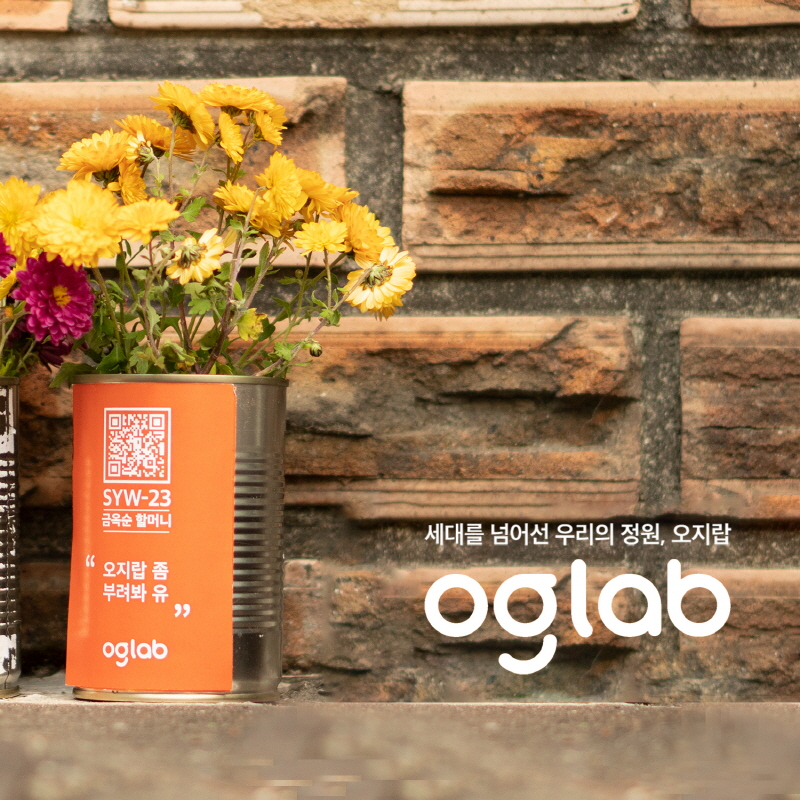 SYW-23
금옥순 할머니
“ 오지랍 좀
부려봐 유 ”
oglab
세대를 넘어선 우리의 정원, 오지랍
oglab